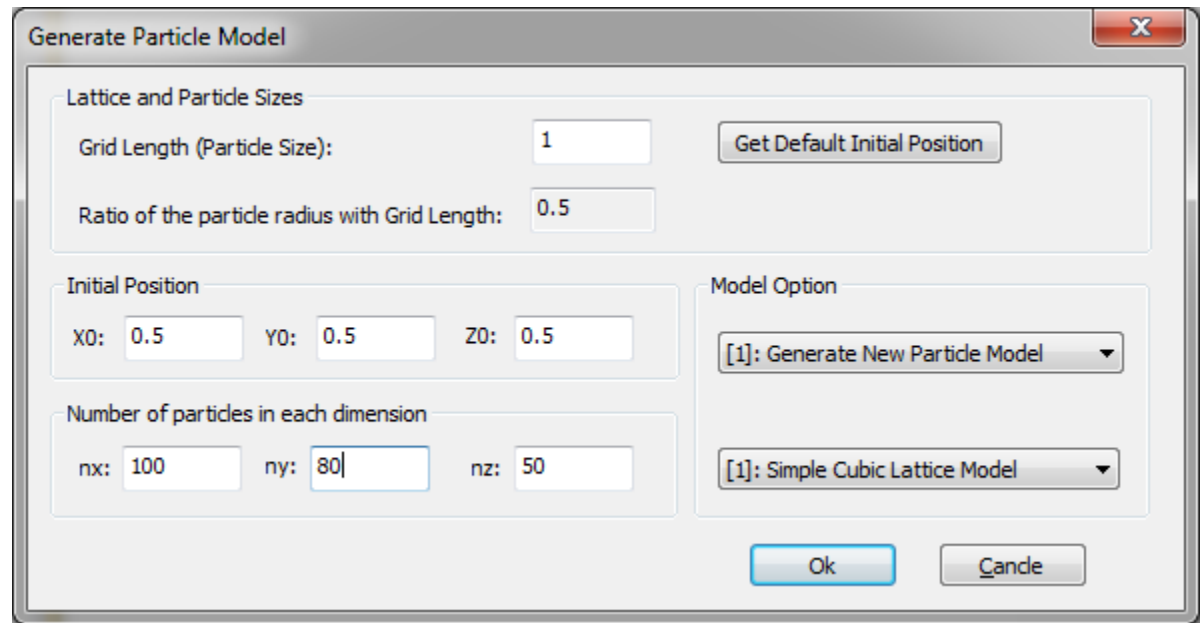 Generate Particle Model
Lattice and Particle Sizes
Grid Length (Particle Size): 1 Get Default Initial Position
Ratio of the particle radius with Grid Length: 0.5
Initial Position
X0: 0.5 Y0: 0.5 Z0: 0.5
Number of particles in each dimension
nx: 100 ny: 80 nz: 50
Model Option
[1]: Generate New Particle Model
[1]: Simple Cubic Lattice Model
Ok Cancle